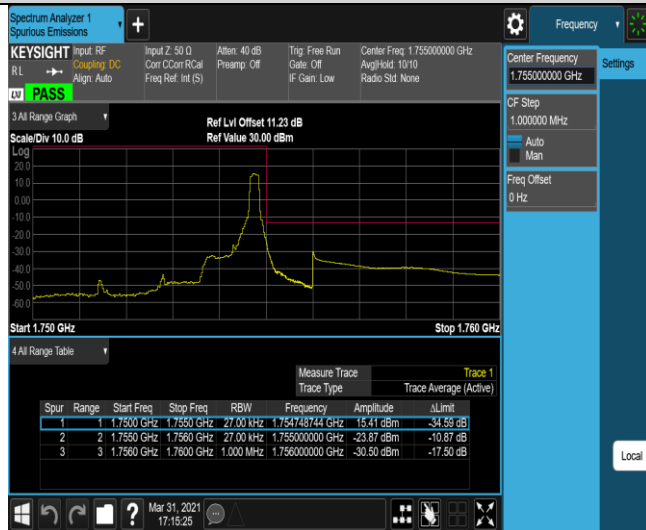 Spectrum Analyzer 1
Spurious Emissions
Frequency
KEYSIGHT
RL
Input: RF
Coupling: DC
Align: Auto
Input Z: 50 Ω
Corr CCorr RCal
Freq Ref: Int (S)
Atten: 40 dB
Preamp: Off
Trig: Free Run
Gate: Off
IF Gain: Low
Center Freq: 1.755000000 GHz
Avg|Hold: 10/10
Radio Std: None
PASS
Center Frequency
1.755000000 GHz
Settings
CF Step
1.000000 MHz
Auto
Man
Freq Offset
0 Hz
3 All Range Graph
Scale/Div 10.0 dB
Ref Lvl Offset 11.23 dB
Ref Value 30.00 dBm
Log
20.0
10.0
0.00
-10.0
-20.0
-30.0
-40.0
-50.0
-60.0
Start 1.750 GHz
Stop 1.760 GHz
4 All Range Table
Measure Trace Trace 1
Trace Type Trace Average (Active)
Spur Range Start Freq Stop Freq RBW Frequency Amplitude ΔLimit
1 1 1.7500 GHz 1.7550 GHz 27.00 kHz 1.754748744 GHz 15.41 dBm -34.59 dB
2 2 1.7550 GHz 1.7560 GHz 27.00 kHz 1.755000000 GHz -23.87 dBm -10.87 dB
3 3 1.7560 GHz 1.7600 GHz 1.000 MHz 1.756000000 GHz -30.50 dBm -17.50 dB
Local
?
Mar 31, 2021
17:15:25